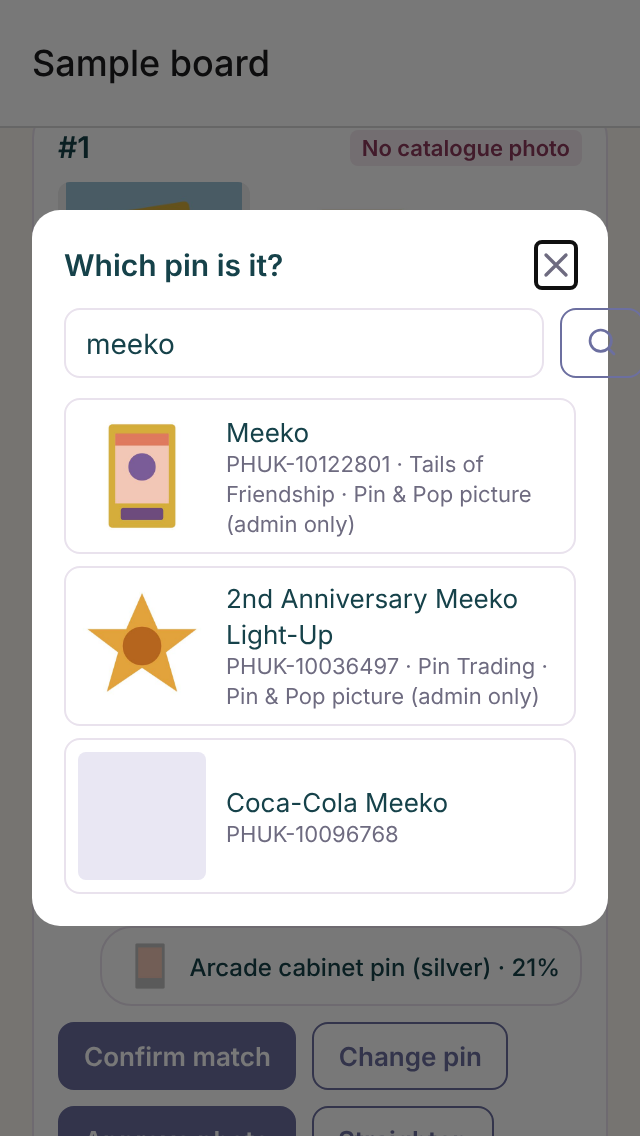 Sample board
#1
No catalogue photo
Which pin is it?
meeko
Meeko
PHUK-10122801 · Tails of
Friendship · Pin & Pop picture
(admin only)
2nd Anniversary Meeko
Light-Up
PHUK-10036497 · Pin Trading ·
Pin & Pop picture (admin only)
Coca-Cola Meeko
PHUK-10096768
Arcade cabinet pin (silver) · 21%
Confirm match
Change pin